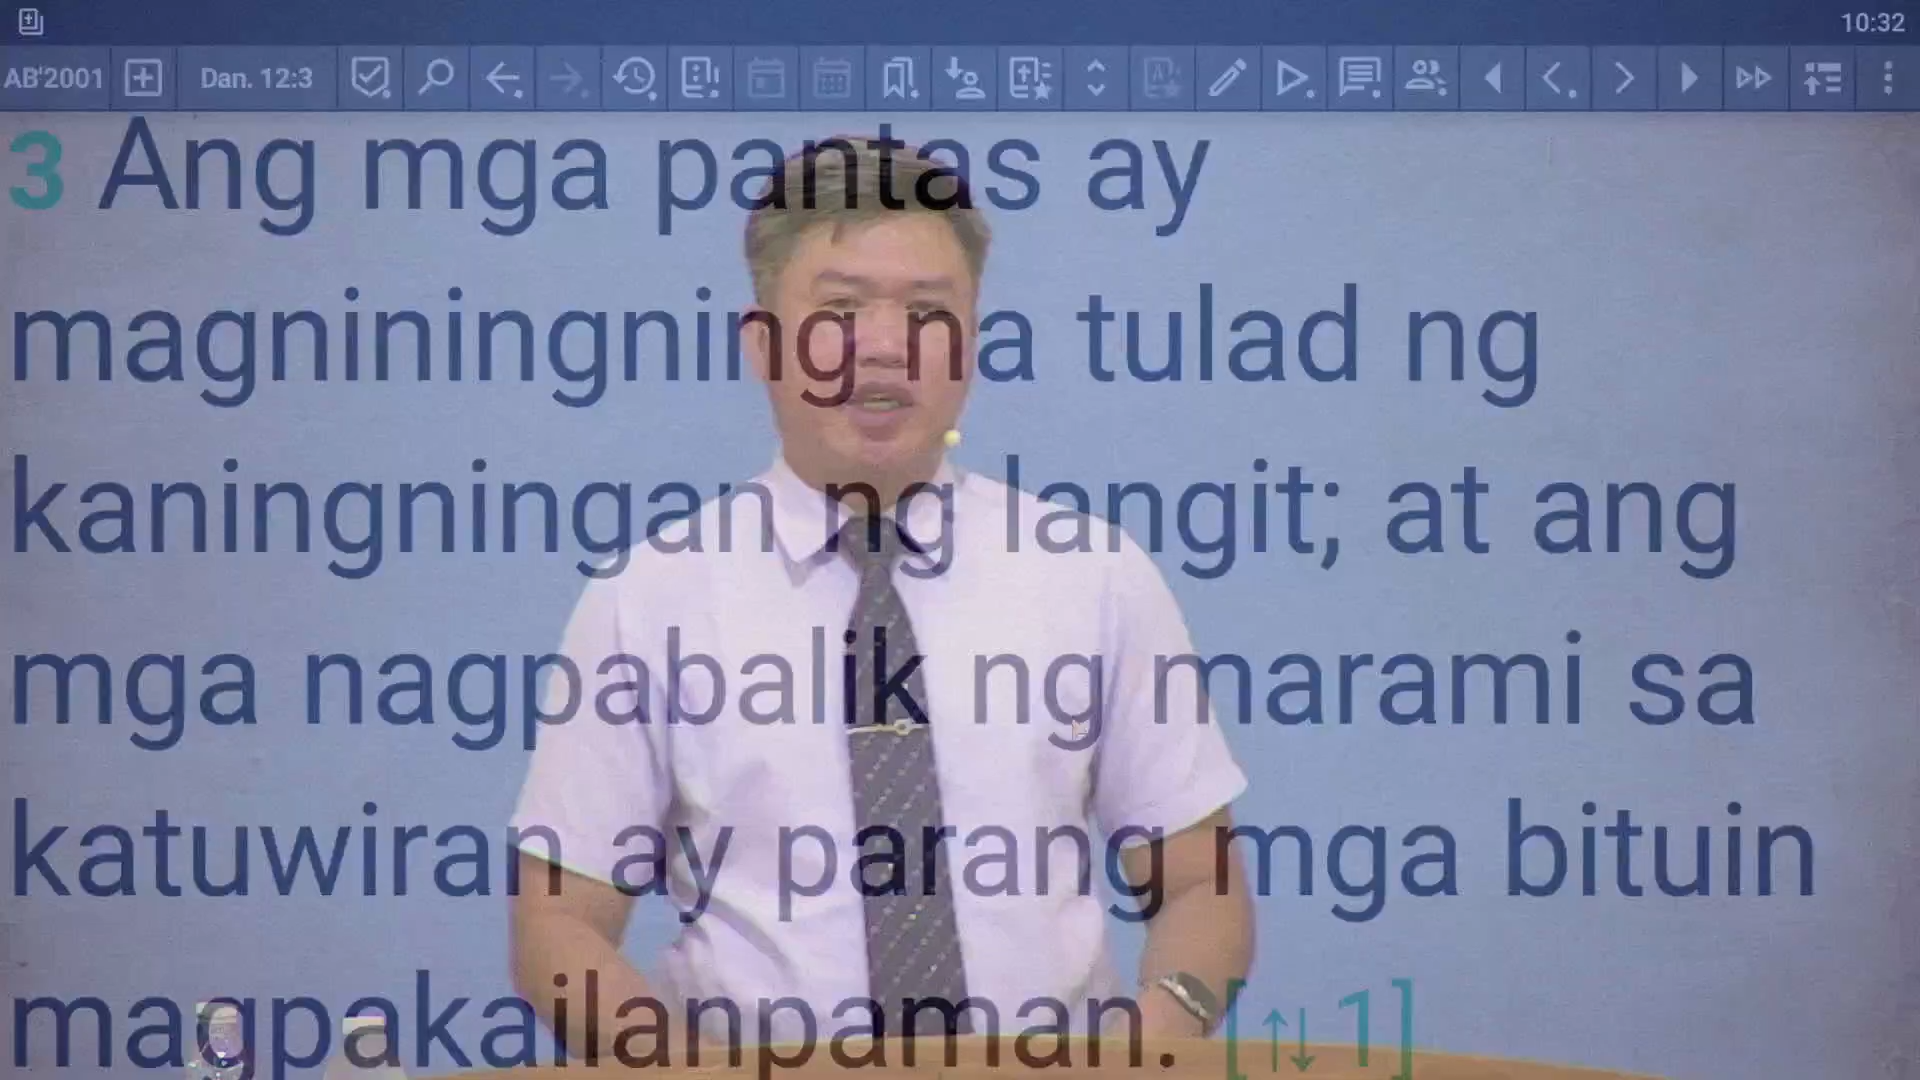 10:32
AB'2001 Dan. 12:3
3 Ang mga pantas ay
magniningning na tulad ng
kaningningan ng langit; at ang
mga nagpabalik ng marami sa
katuwiran ay parang mga bituin
magpakailanpaman. [↑↓1]